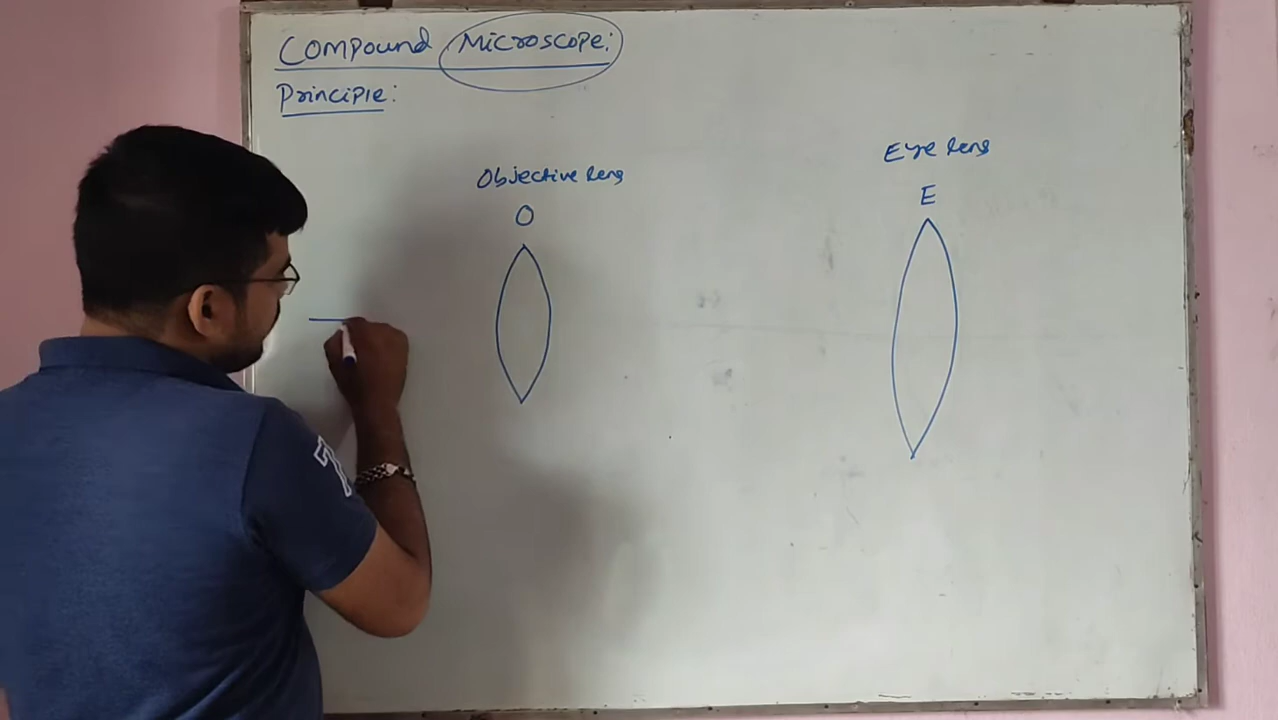 Compound Microscope:
Principle:
Objective lens
O
Eye lens
E